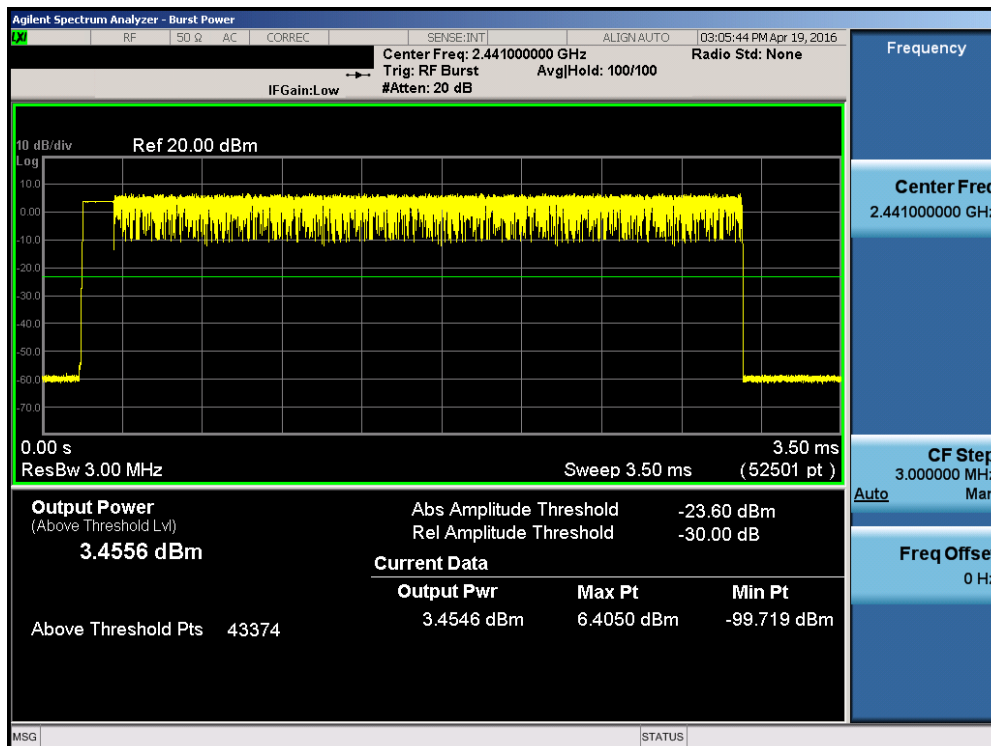 Agilent Spectrum Analyzer - Burst Power
LXI RF 50 Ω AC CORREC SENSE:INT ALIGN AUTO 03:05:44 PM Apr 19, 2016
Center Freq: 2.441000000 GHz Radio Std: None
Trig: RF Burst Avg|Hold: 100/100
IFGain:Low #Atten: 20 dB
10 dB/div Ref 20.00 dBm
Log
10.0
0.00
-10.0
-20.0
-30.0
-40.0
-50.0
-60.0
-70.0
0.00 s 3.50 ms
ResBw 3.00 MHz Sweep 3.50 ms (52501 pt )
Output Power
(Above Threshold Lvl)
3.4556 dBm
Above Threshold Pts 43374
Abs Amplitude Threshold -23.60 dBm
Rel Amplitude Threshold -30.00 dB
Current Data
Output Pwr Max Pt Min Pt
3.4546 dBm 6.4050 dBm -99.719 dBm
Frequency
Center Freq
2.441000000 GHz
CF Step
3.000000 MHz
Auto Man
Freq Offse
0 Hz
MSG STATUS